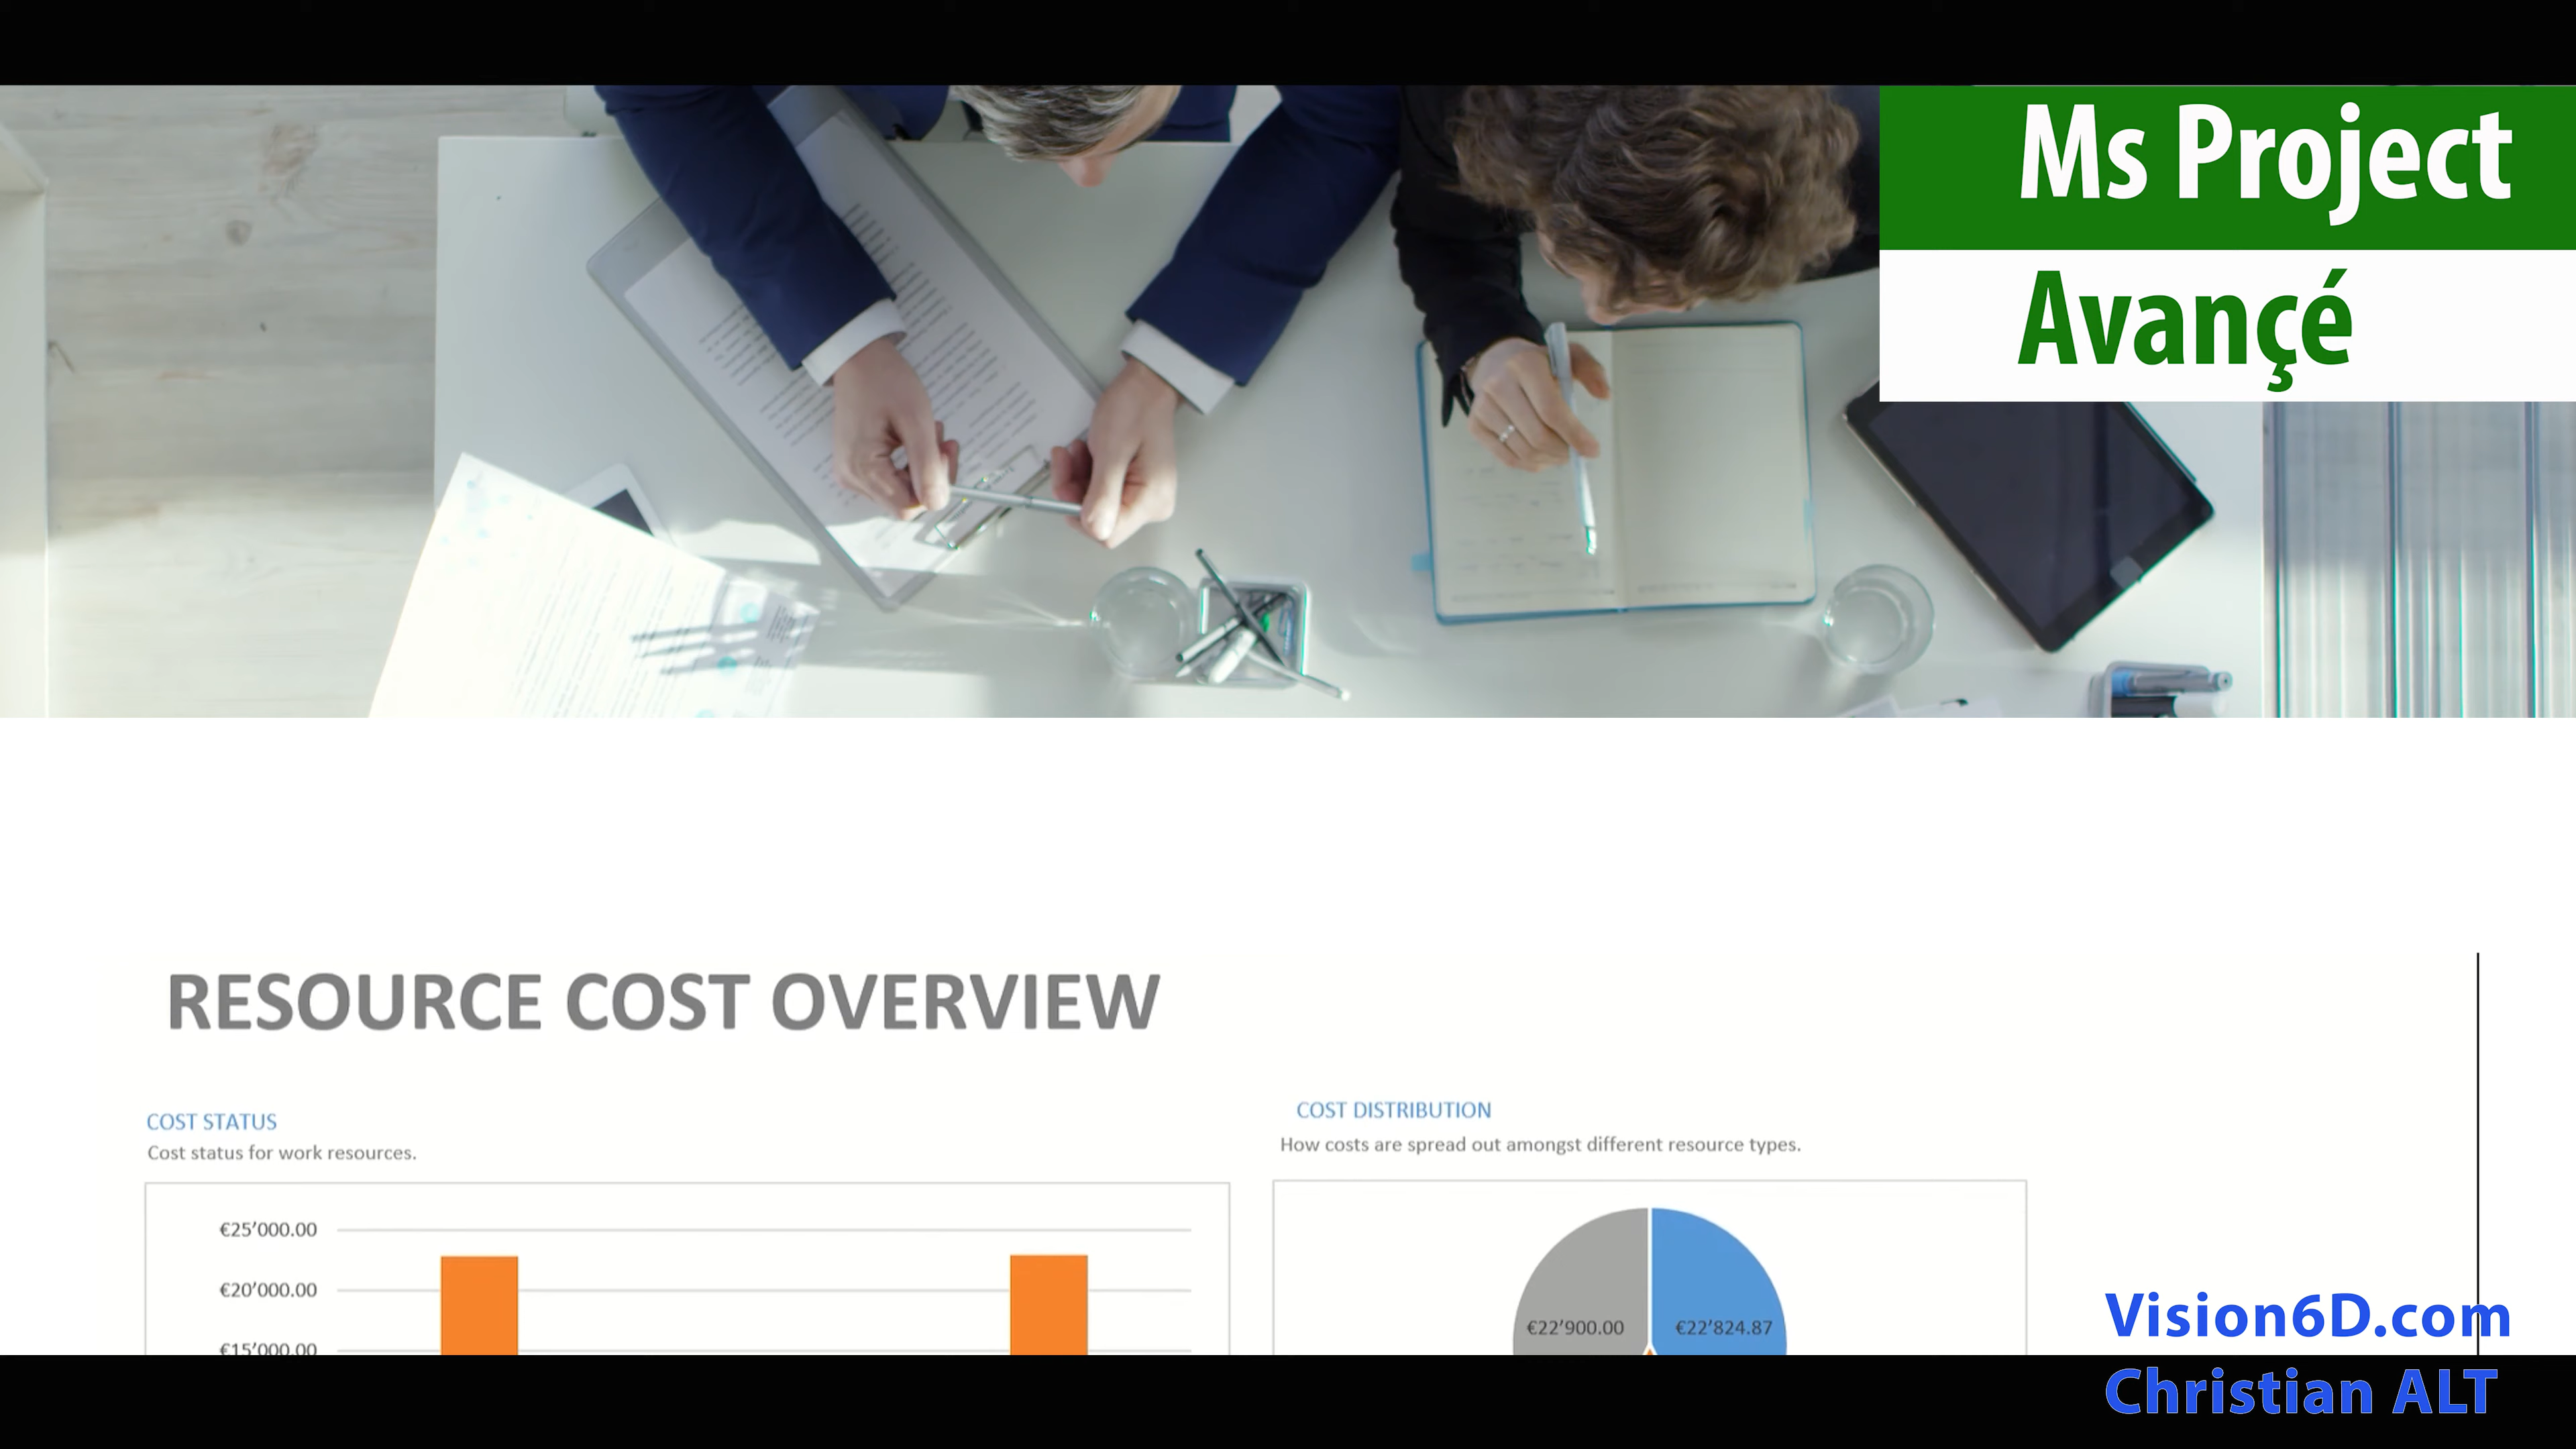 Ms Project
Avançé
RESOURCE COST OVERVIEW
COST STATUS
Cost status for work resources.
COST DISTRIBUTION
How costs are spread out amongst different resource types.
€25’000.00
€20’000.00
€15’000.00
€22’900.00
€22’824.87
Vision6D.com
Christian ALT